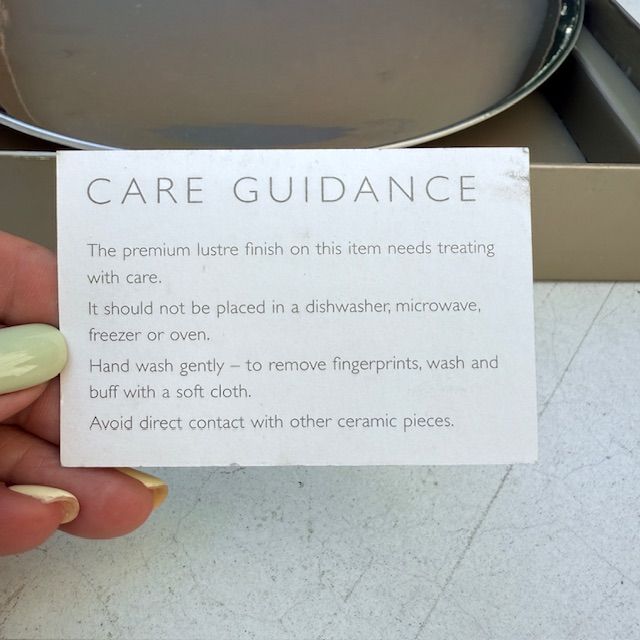 CARE GUIDANCE
The premium lustre finish on this item needs treating
with care.
It should not be placed in a dishwasher, microwave,
freezer or oven.
Hand wash gently – to remove fingerprints, wash and
buff with a soft cloth.
Avoid direct contact with other ceramic pieces.